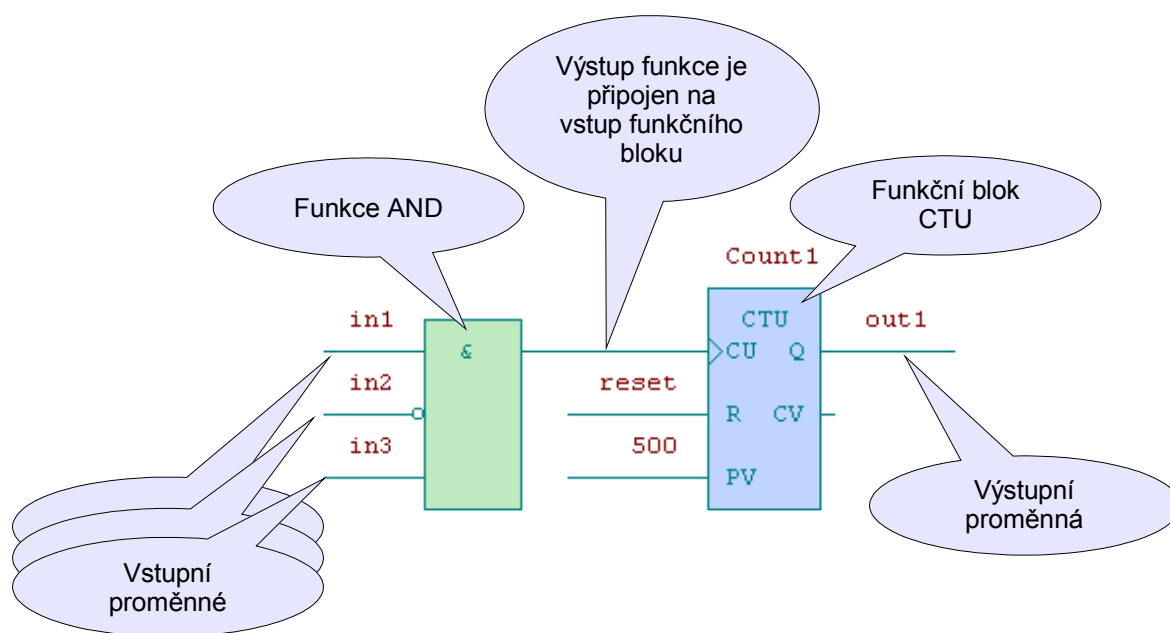 Výstup funkce je
připojen na
vstup funkčního
bloku
Funkce AND
Funkční blok
CTU
Count1
in1
&
CTU
out1
CU Q
in2
reset
R CV
in3
500
PV
Výstupní
proměnná
Vstupní
proměnné